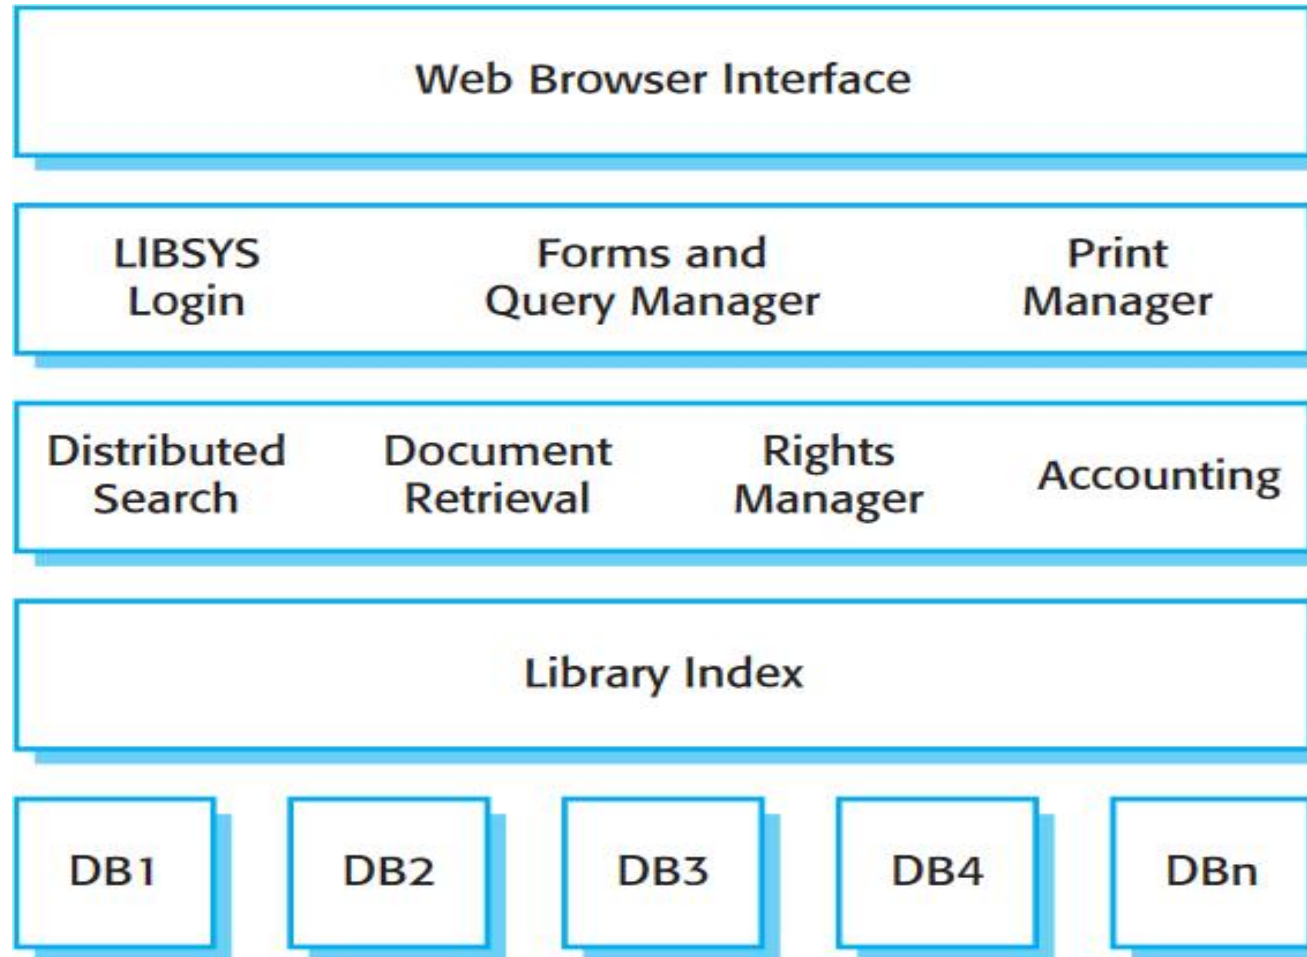 Web Browser Interface
LIBSYS
Login
Forms and
Query Manager
Print
Manager
Distributed
Search
Document
Retrieval
Rights
Manager
Accounting
Library Index
DB1
DB2
DB3
DB4
DBn